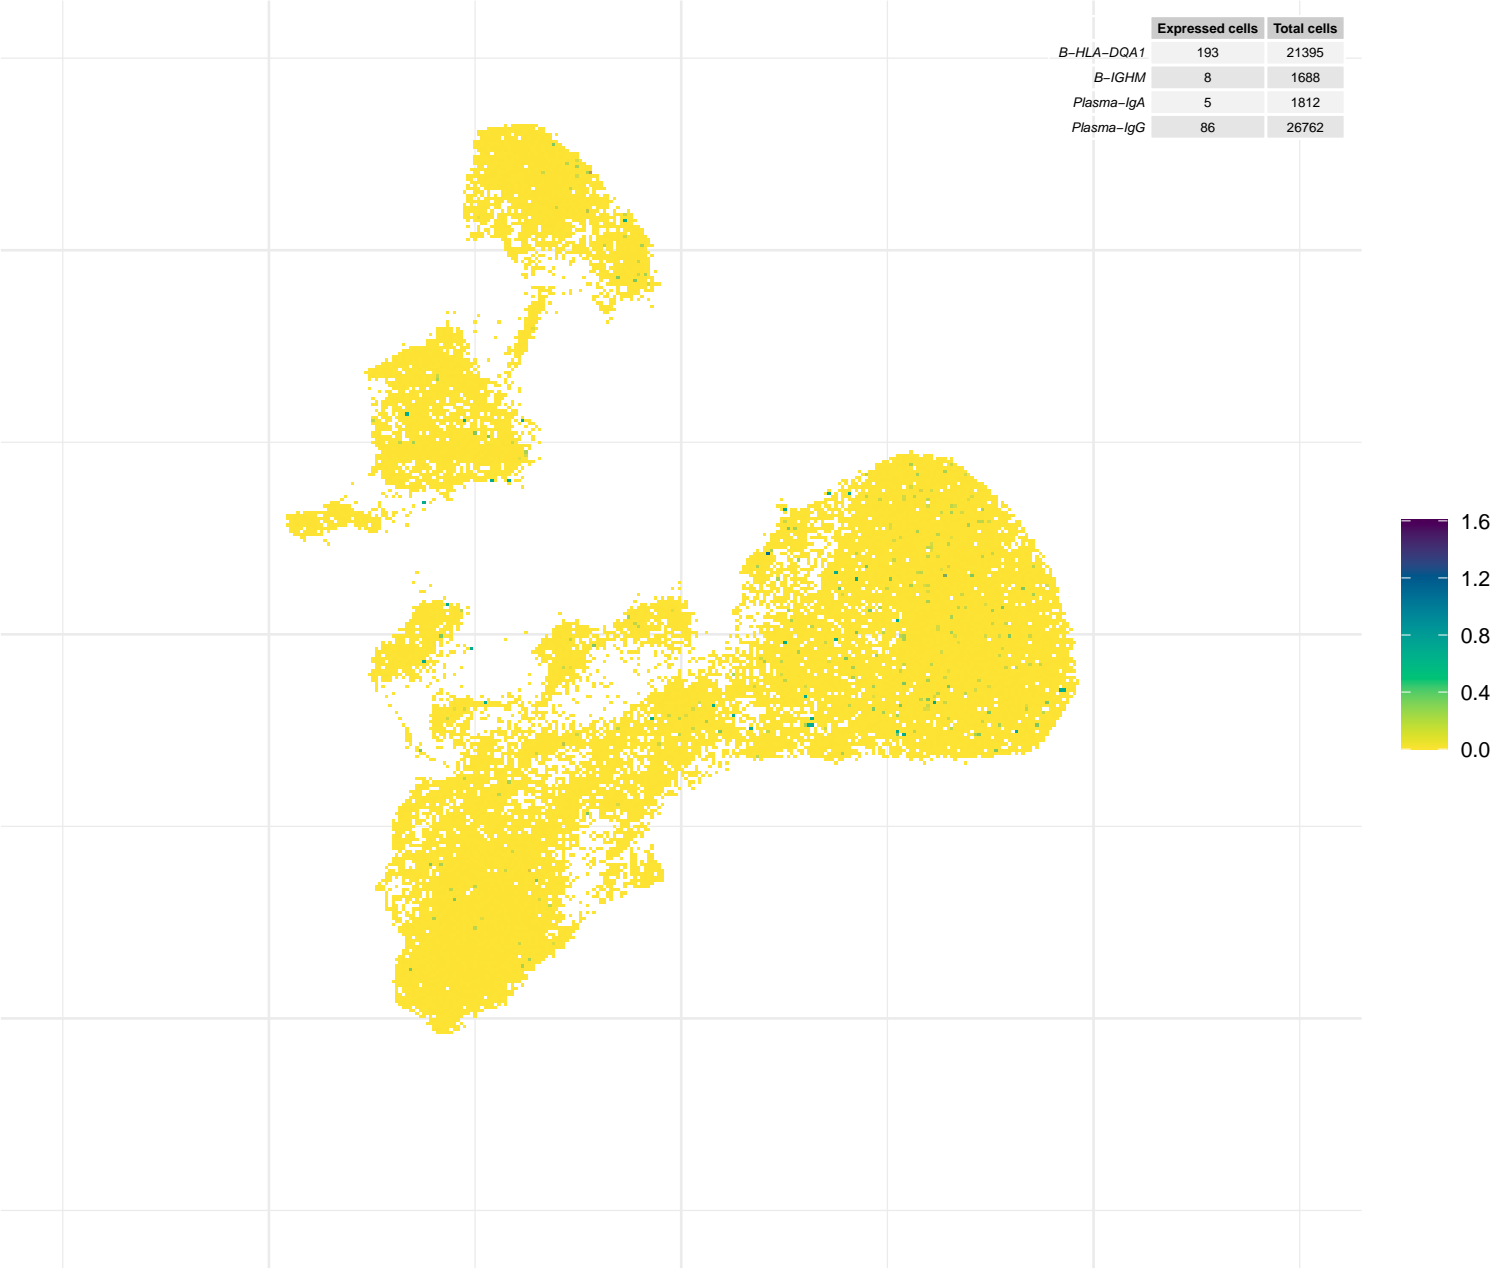 Expressed cells Total cells
B−HLA−DQA1 193 21395
B−IGHM 8 1688
Plasma−IgA 5 1812
Plasma−IgG 86 26762
1.6
1.2
0.8
0.4
0.0